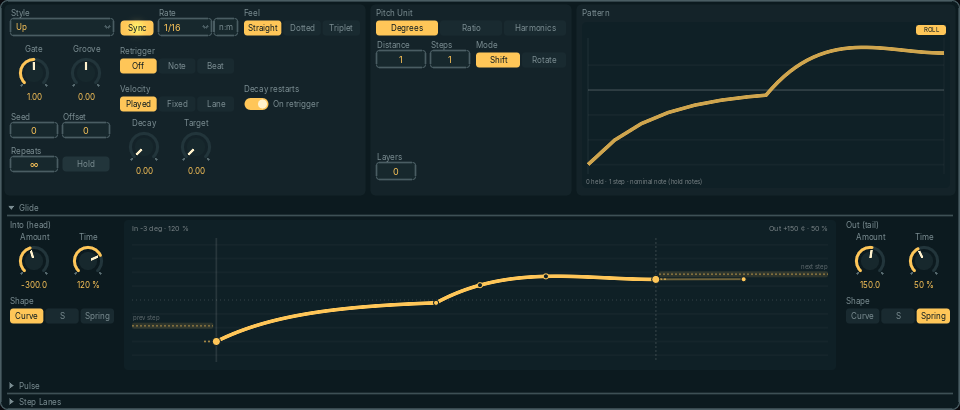 Style
Up
Sync
Rate
1/16
n:m
Feel
Straight Dotted Triplet
Gate Groove
1.00 0.00
Retrigger
Off Note Beat
Velocity
Played Fixed Lane
Decay restarts
On retrigger
Seed Offset
0 0
Decay Target
0.00 0.00
Repeats
∞ Hold
Pitch Unit
Degrees Ratio Harmonics
Distance Steps Mode
1 1 Shift Rotate
Layers
0
Pattern
ROLL
0 held · 1 step · nominal note (hold notes)
Glide
Into (head)
Amount Time
-300.0 120 %
Shape
Curve S Spring
In -3 deg · 120 %
Out +150 ¢ · 50 %
prev step
next step
Out (tail)
Amount Time
150.0 50 %
Shape
Curve S Spring
Pulse
Step Lanes